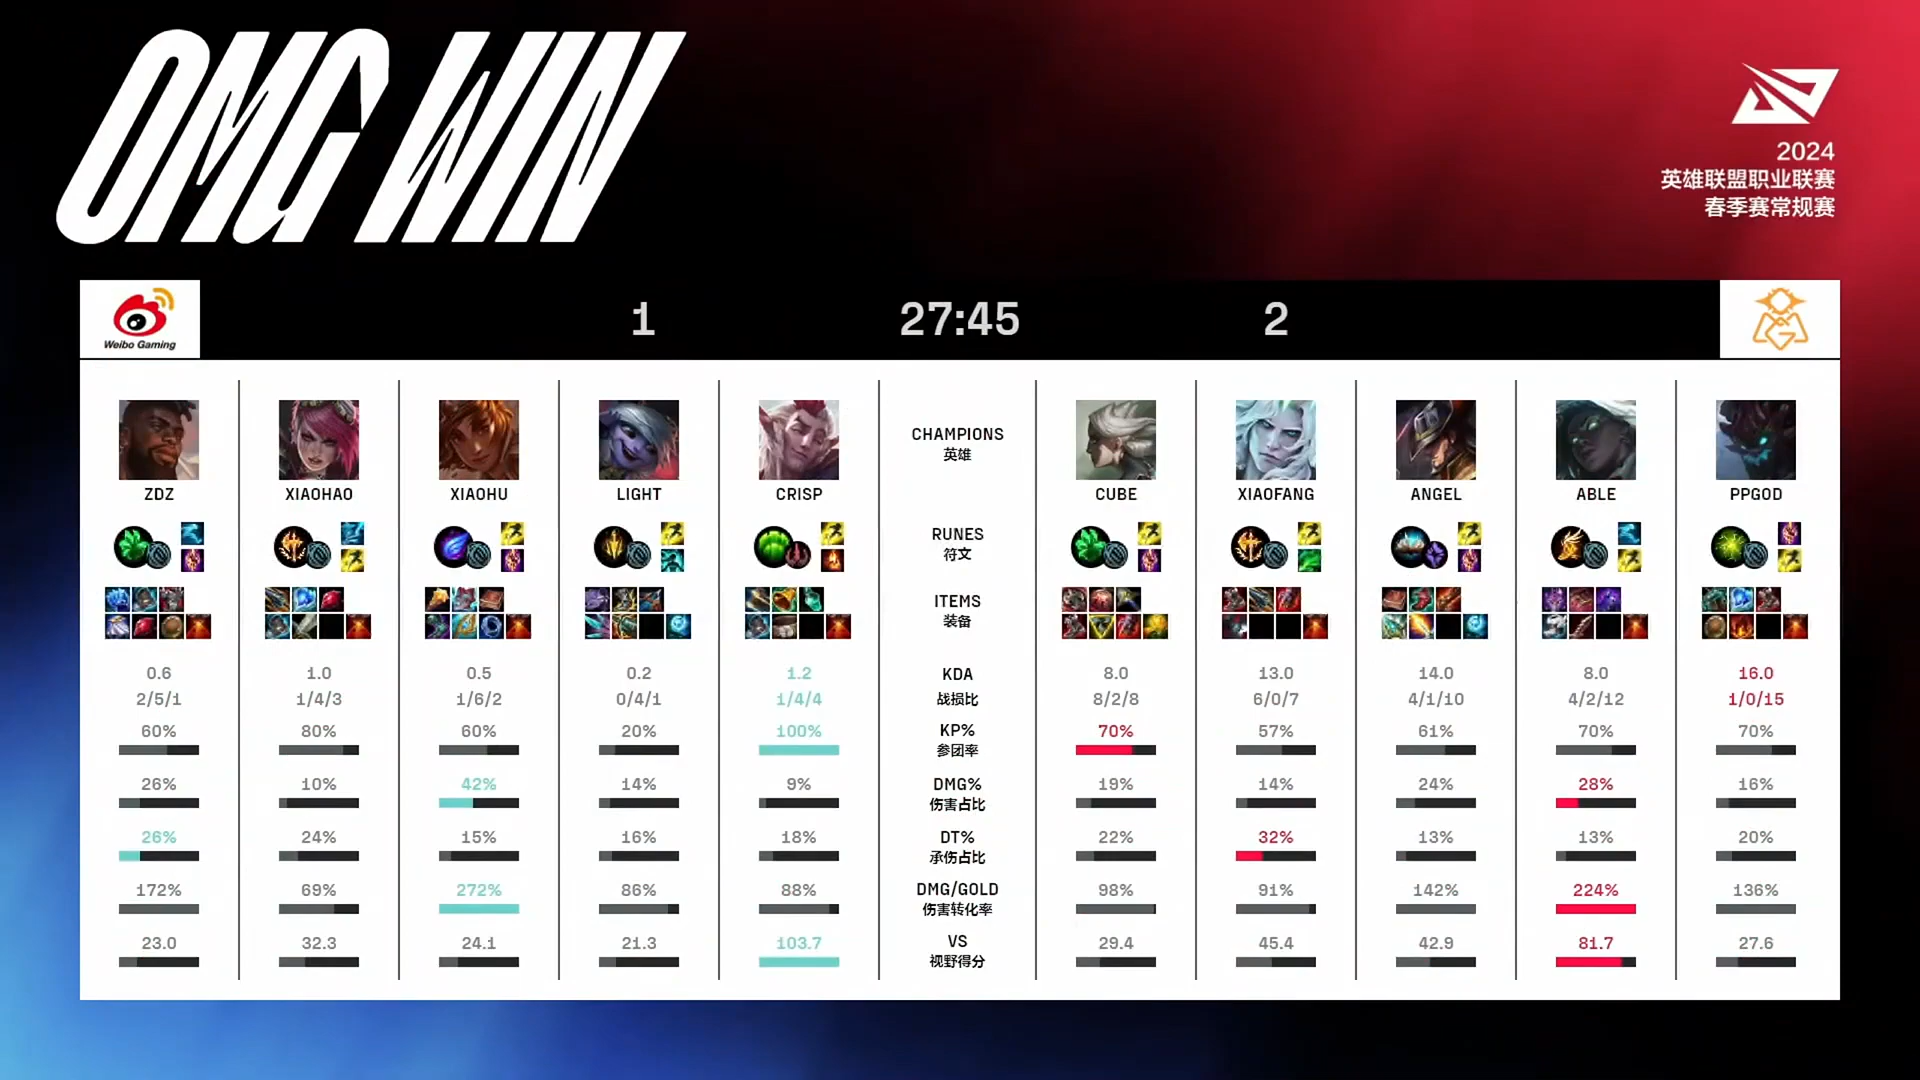 OMG WIN
2024
英雄联盟职业联赛
春季赛常规赛
Weibo Gaming
1 27:45 2
CHAMPIONS
英雄
ZDZ XIAOHAO XIAOHU LIGHT CRISP CUBE XIAOFANG ANGEL ABLE PPGOD
RUNES
符文
ITEMS
装备
0.6 1.0 0.5 0.2 1.2 KDA 8.0 13.0 14.0 8.0 16.0
2/5/1 1/4/3 1/6/2 0/4/1 1/4/4 战损比 8/2/8 6/0/7 4/1/10 4/2/12 1/0/15
60% 80% 60% 20% 100% KP% 70% 57% 61% 70% 70%
参团率
26% 10% 42% 14% 9% DMG% 19% 14% 24% 28% 16%
伤害占比
26% 24% 15% 16% 18% DT% 22% 32% 13% 13% 20%
承伤占比
172% 69% 272% 86% 88% DMG/GOLD 98% 91% 142% 224% 136%
伤害转化率
23.0 32.3 24.1 21.3 103.7 VS 29.4 45.4 42.9 81.7 27.6
视野得分